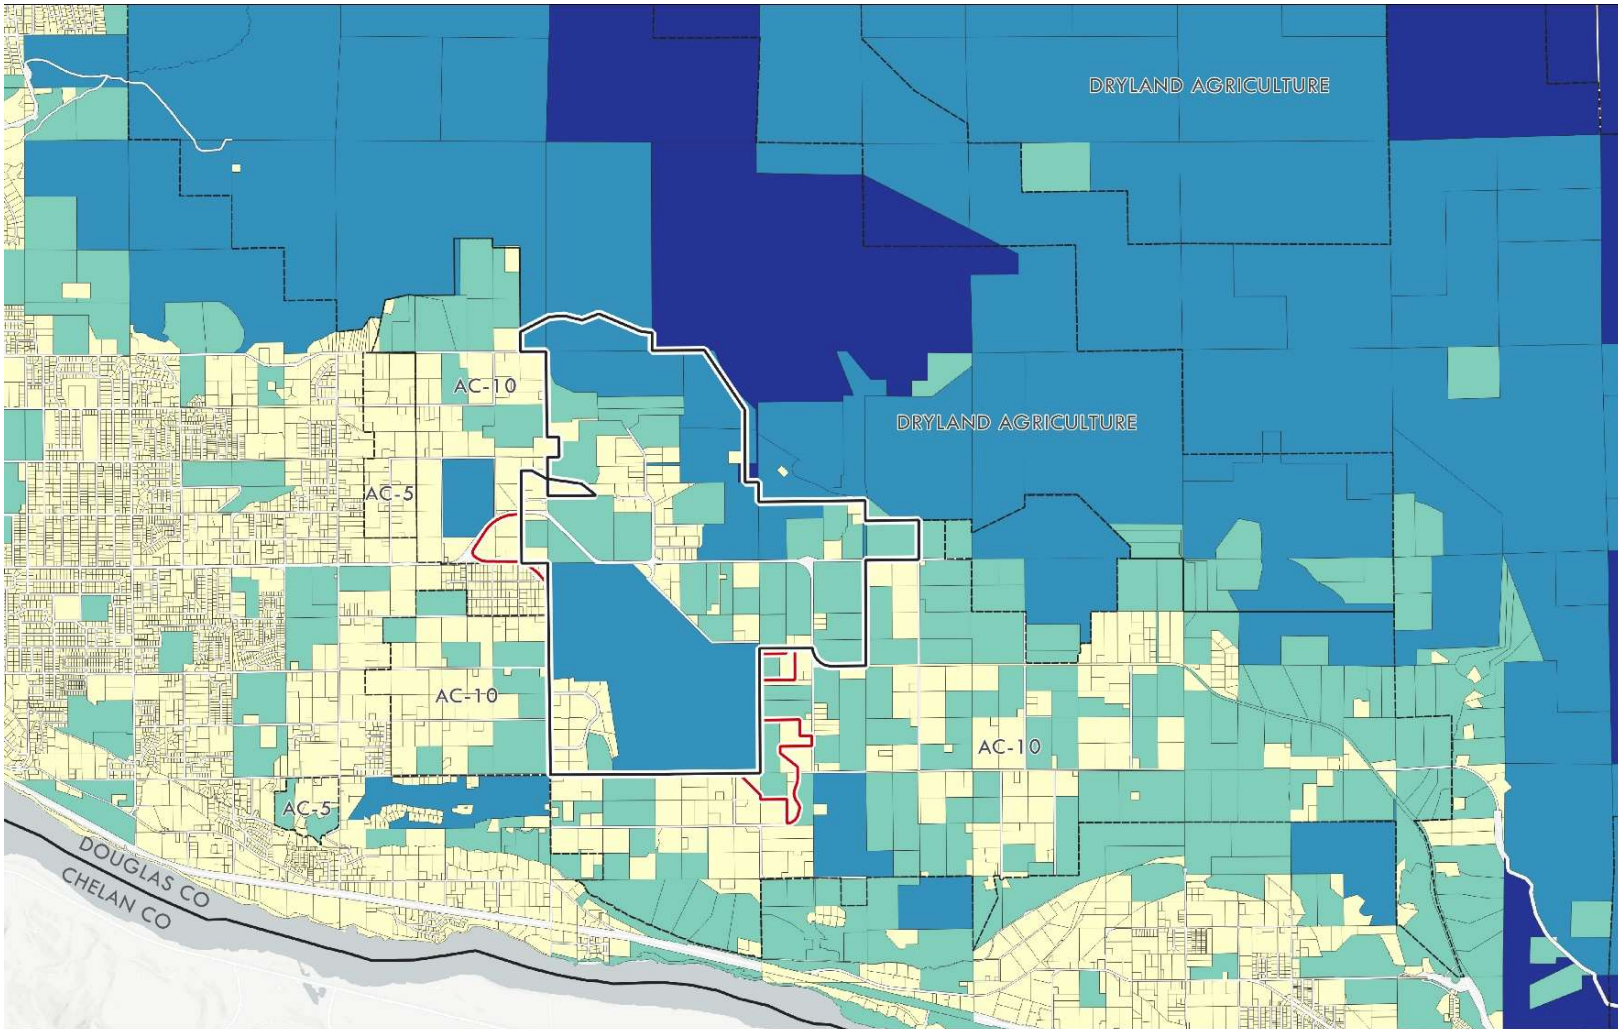 DRYLAND AGRICULTURE
AC-10
DRYLAND AGRICULTURE
AC-5
AC-10
AC-10
AC-5
DOUGLAS CO
CHELAN CO